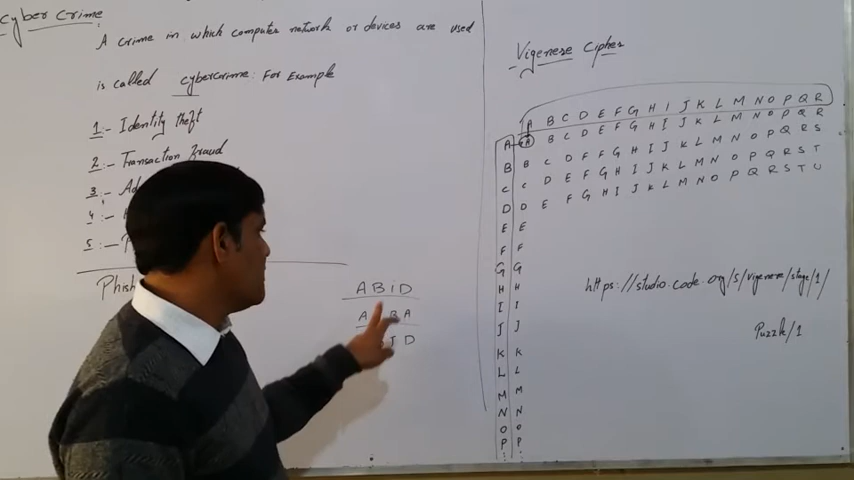 Cyber Crime
A crime in which computer network or devices are used
is called cybercrime. For Example
1:- Identity theft
2:- Transaction Fraud
3:- Ad
4:-
5:- P
Phish
ABiD
A BA
I D
Vigenese Cipher
A B C D E F G H I J K L M N O P Q R
A A B C D E F G H I J K L M N O P Q R
B B C D F F G H I J K L M N O P Q R S
C C D E F G H I J K L M N O P Q R S T
D D E F G H I J K L M N O P Q R S T U
E E
F F
G G
H H
I I
J J
K K
L L
M M
N N
O O
P P
https://studio.code.org/s/vigenere/stage/1/
Puzzle/1